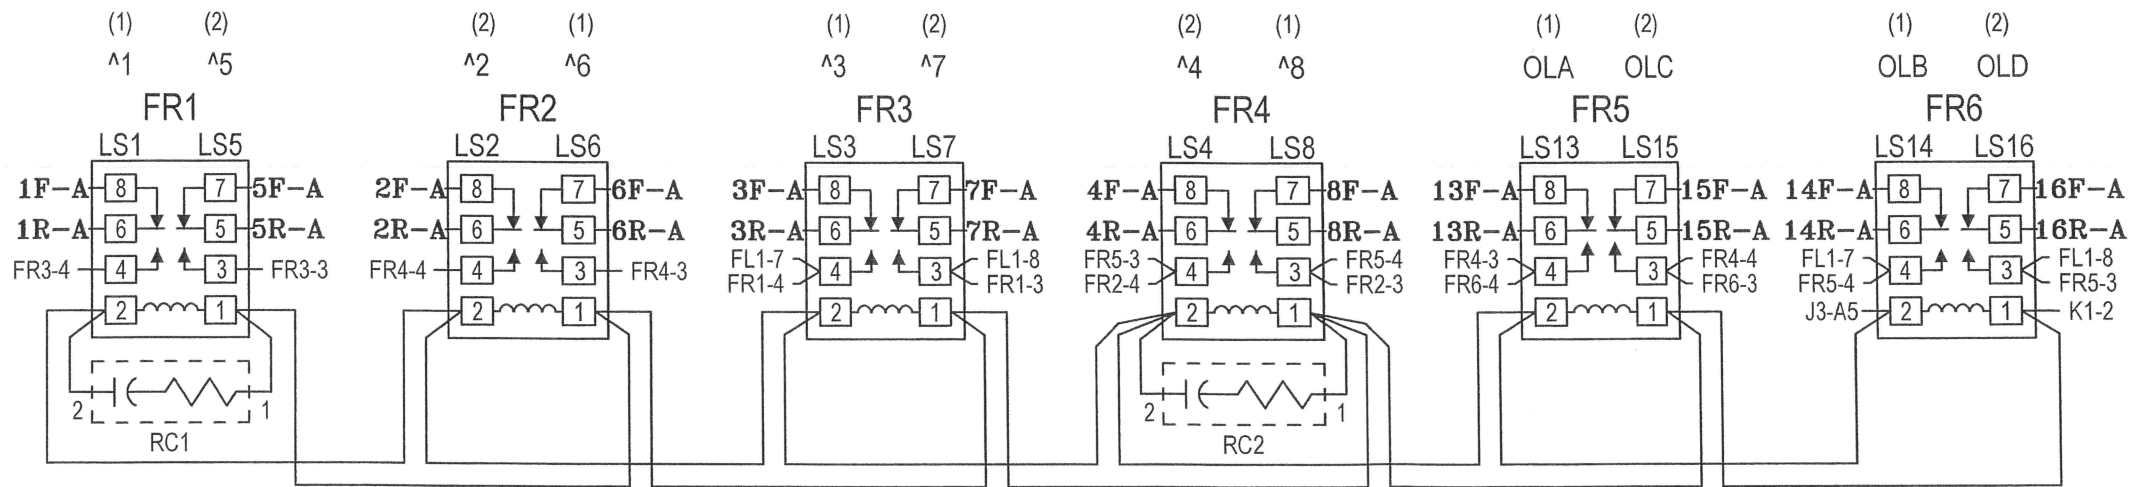 (1) (2) (2) (1) (1) (2) (2) (1) (1) (2) (1) (2)
^1 ^5 ^2 ^6 ^3 ^7 ^4 ^8 OLA OLC OLB OLD
FR1 FR2 FR3 FR4 FR5 FR6
LS1 LS5 LS2 LS6 LS3 LS7 LS4 LS8 LS13 LS15 LS14 LS16
1F-A 8 7 5F-A 2F-A 8 7 6F-A 3F-A 8 7 7F-A 4F-A 8 7 8F-A 13F-A 8 7 15F-A 14F-A 8 7 16F-A
1R-A 6 5 5R-A 2R-A 6 5 6R-A 3R-A 6 5 7R-A 4R-A 6 5 8R-A 13R-A 6 5 15R-A 14R-A 6 5 16R-A
FL1-7 FL1-8 FR5-3 FR5-4 FR4-3 FR4-4 FL1-7 FL1-8
FR3-4 4 3 FR3-3 FR4-4 4 3 FR4-3 4 3 4 3 4 3 4 3
FR1-4 FR1-3 FR2-4 FR2-3 FR6-4 FR6-3 FR5-4 FR5-3
2 1 2 1 2 1 2 1 2 1 J3-A5 2 1 K1-2
2 1 2 1
RC1 RC2